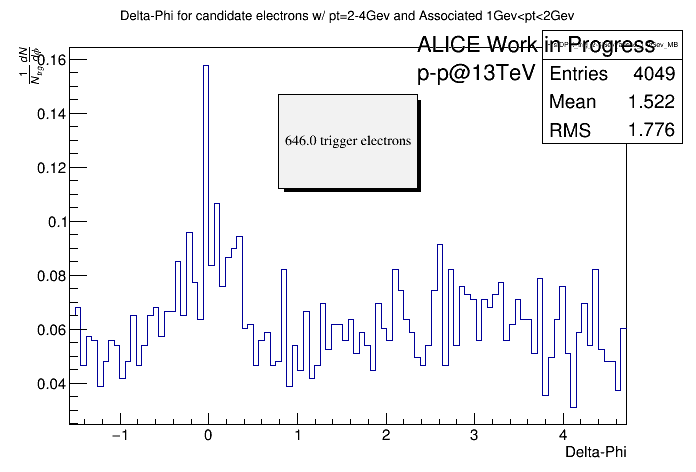 Delta-Phi for candidate electrons w/ pt=2-4Gev and Associated 1Gev<pt<2Gev
1 dN
N trig dϕ
ALICE Work in Progress
p-p@13TeV
Entries 4049
Mean 1.522
RMS 1.776
646.0 trigger electrons
0.16
0.14
0.12
0.1
0.08
0.06
0.04
−1 0 1 2 3 4
Delta-Phi